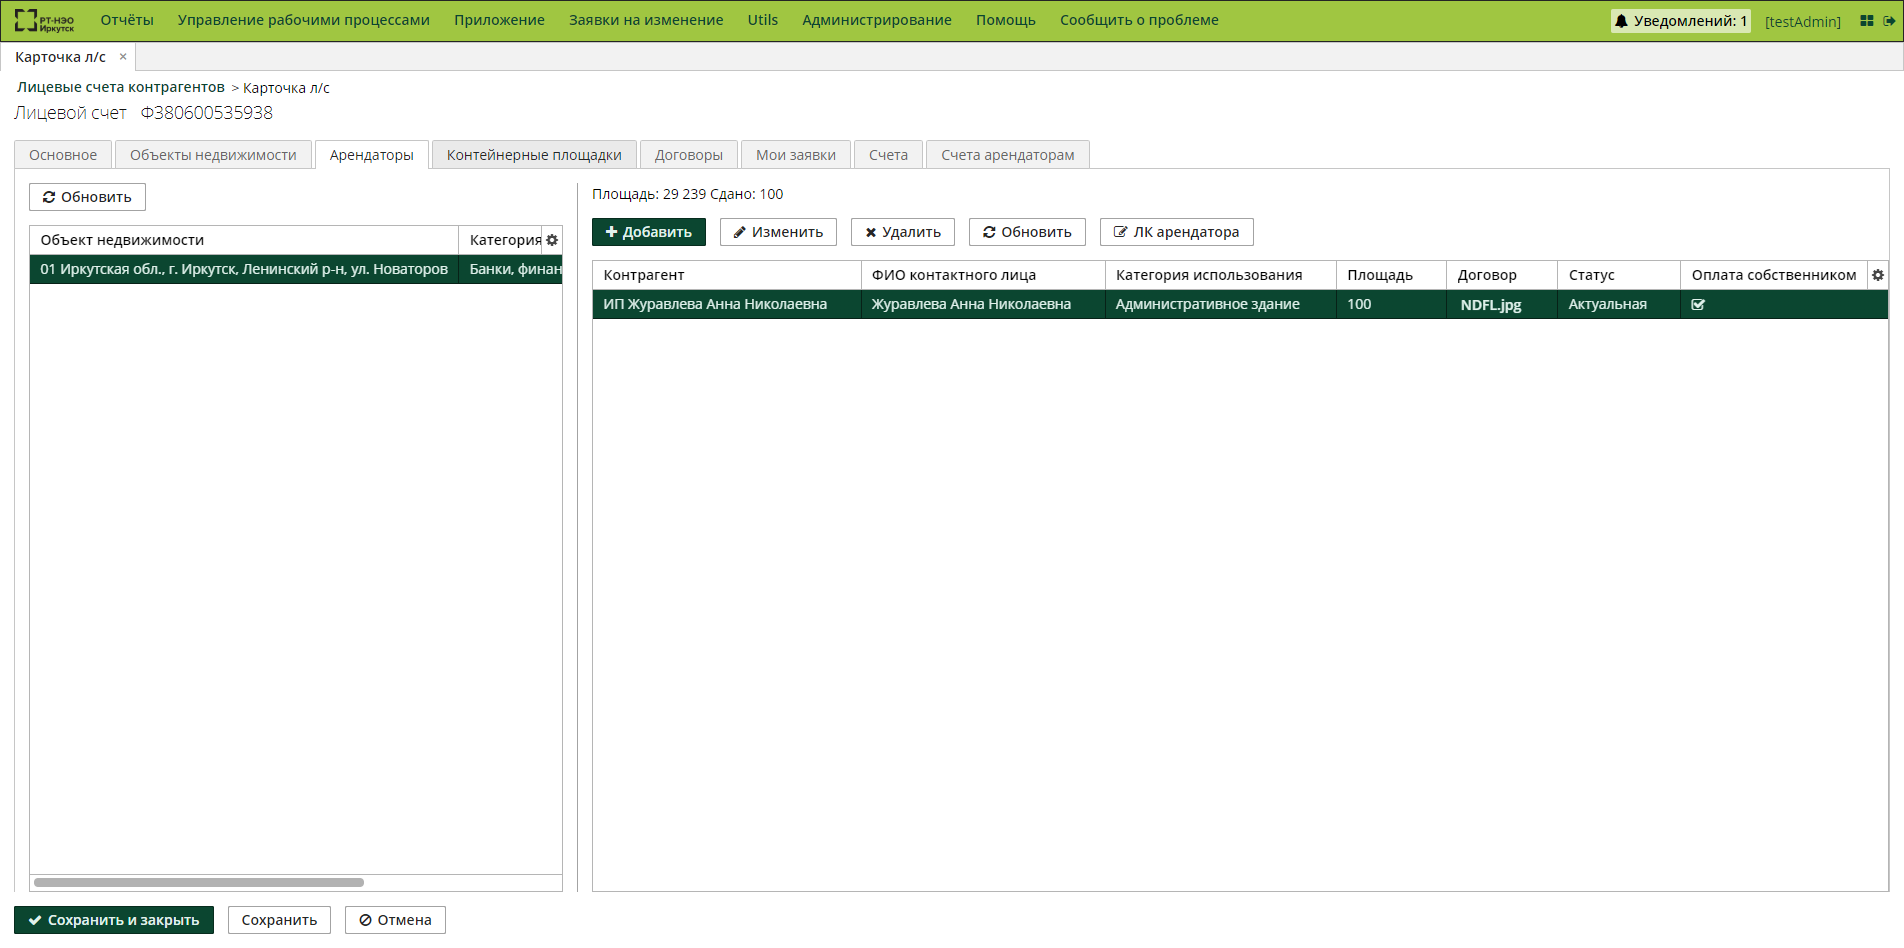 РТ-НЭО Иркутск
Отчёты Управление рабочими процессами Приложение Заявки на изменение Utils Администрирование Помощь Сообщить о проблеме Уведомлений: 1 [testAdmin]
Карточка л/с ×
Лицевые счета контрагентов > Карточка л/с
Лицевой счет Ф380600535938
Основное Объекты недвижимости Арендаторы Контейнерные площадки Договоры Мои заявки Счета Счета арендаторам
Обновить
Объект недвижимости Категория
01 Иркутская обл., г. Иркутск, Ленинский р-н, ул. Новаторов Банки, финан
Площадь: 29 239 Сдано: 100
Добавить Изменить Удалить Обновить ЛК арендатора
Контрагент ФИО контактного лица Категория использования Площадь Договор Статус Оплата собственником
ИП Журавлева Анна Николаевна Журавлева Анна Николаевна Административное здание 100 NDFL.jpg Актуальная
Сохранить и закрыть Сохранить Отмена